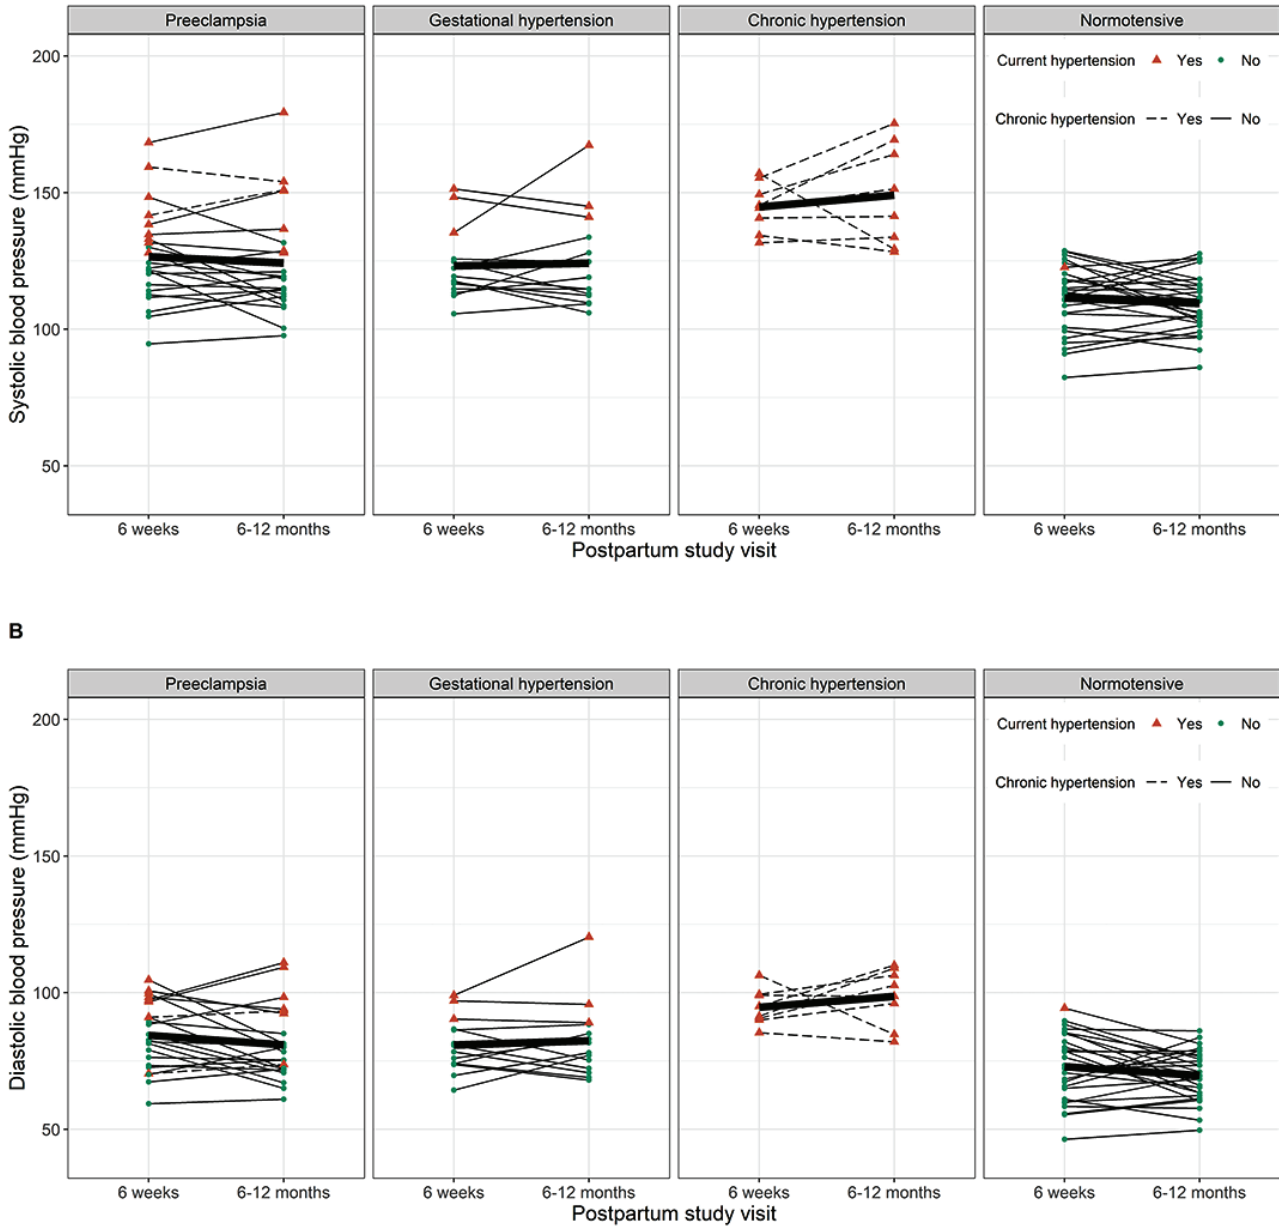 Preeclampsia Gestational hypertension Chronic hypertension Normotensive
Current hypertension Yes No
Chronic hypertension Yes No
Systolic blood pressure (mmHg)
200
150
100
50
6 weeks 6-12 months 6 weeks 6-12 months 6 weeks 6-12 months 6 weeks 6-12 months
Postpartum study visit
B
Preeclampsia Gestational hypertension Chronic hypertension Normotensive
Current hypertension Yes No
Chronic hypertension Yes No
Diastolic blood pressure (mmHg)
200
150
100
50
6 weeks 6-12 months 6 weeks 6-12 months 6 weeks 6-12 months 6 weeks 6-12 months
Postpartum study visit